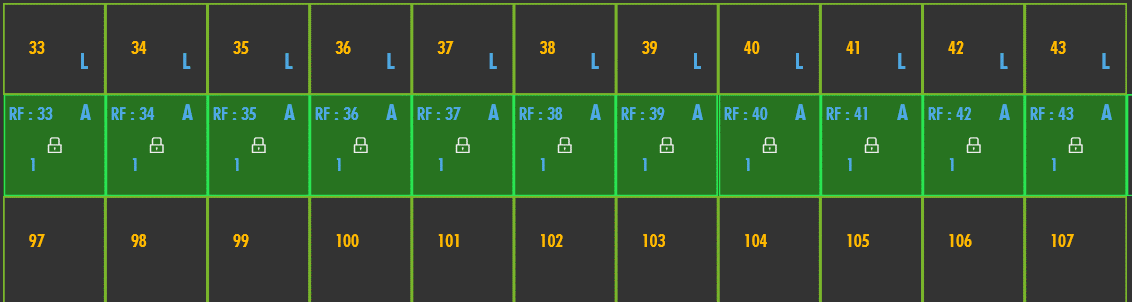 33 34 35 36 37 38 39 40 41 42 43
L L L L L L L L L L L
RF : 33 A RF : 34 A RF : 35 A RF : 36 A RF : 37 A RF : 38 A RF : 39 A RF : 40 A RF : 41 A RF : 42 A RF : 43 A
1 1 1 1 1 1 1 1 1 1 1
97 98 99 100 101 102 103 104 105 106 107